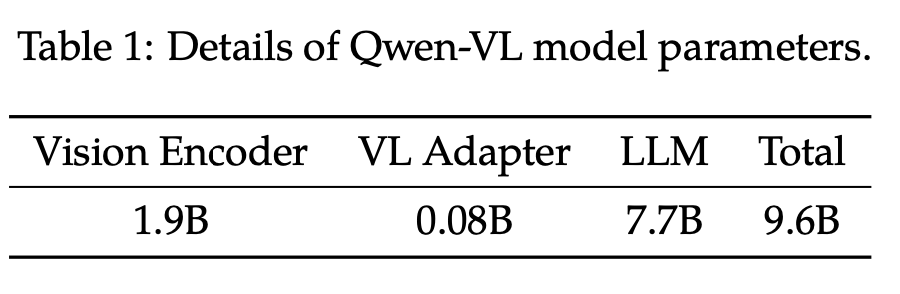 Table 1: Details of Qwen-VL model parameters.
Vision Encoder VL Adapter LLM Total
1.9B 0.08B 7.7B 9.6B